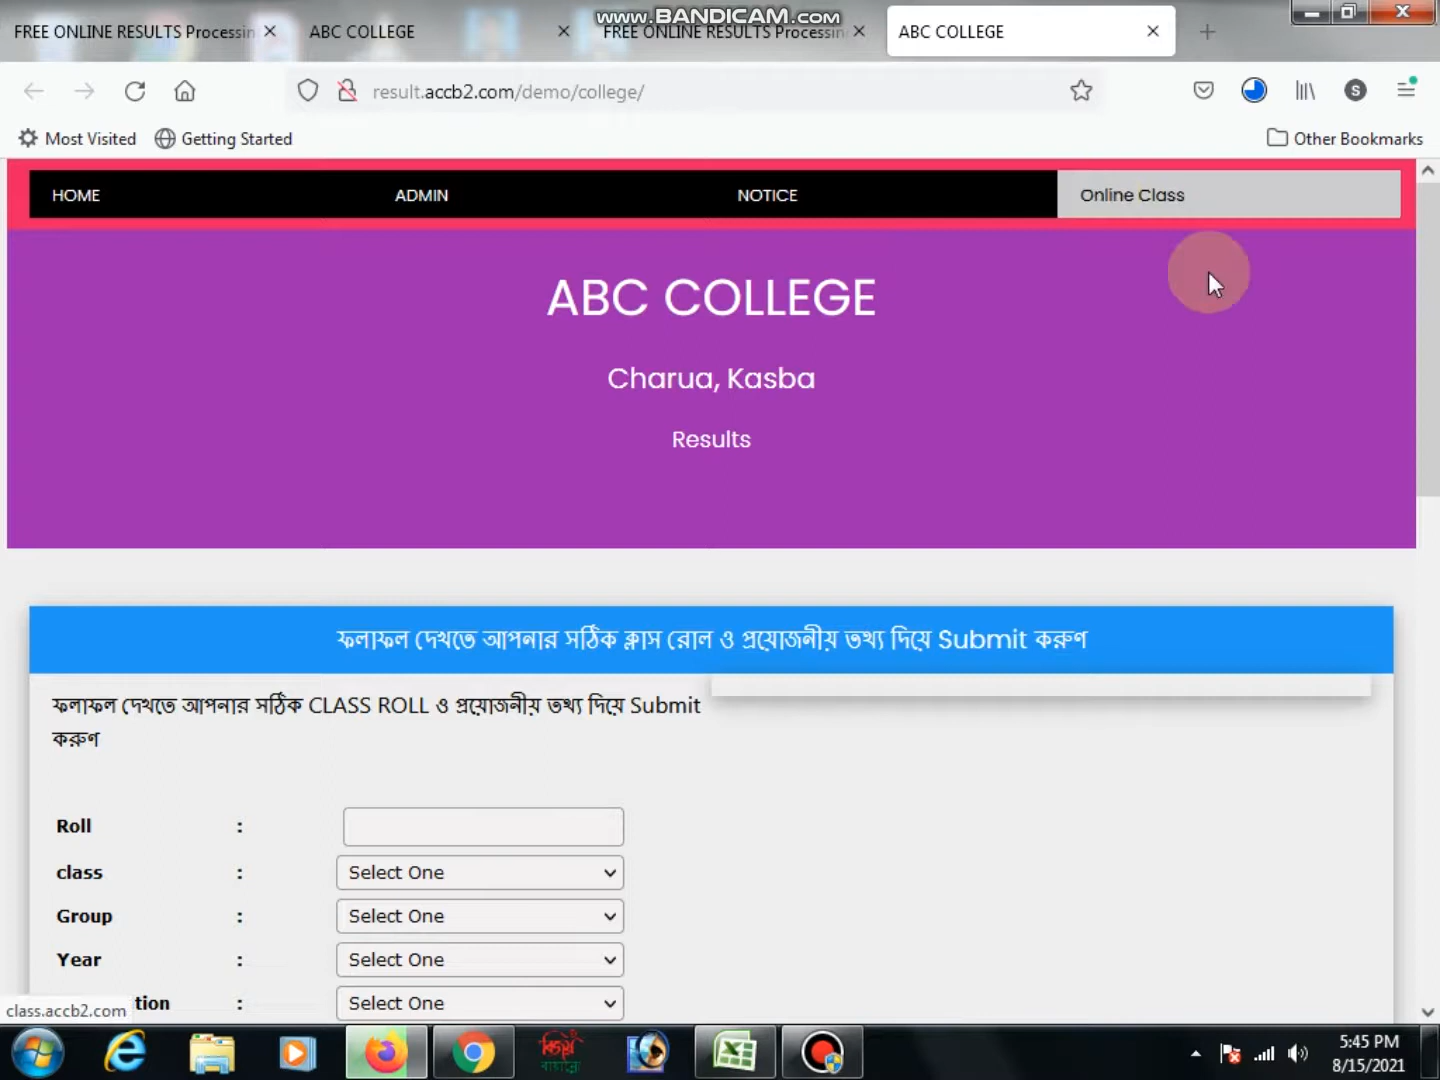 www.BANDICAM.com
FREE ONLINE RESULTS Processin
ABC COLLEGE
FREE ONLINE RESULTS Processin
ABC COLLEGE
result.accb2.com/demo/college/
S
Most Visited
Getting Started
Other Bookmarks
HOME
ADMIN
NOTICE
Online Class
ABC COLLEGE
Charua, Kasba
Results
ফলাফল দেখতে আপনার সঠিক ক্লাস রোল ও প্রয়োজনীয় তথ্য দিয়ে Submit করুণ
ফলাফল দেখতে আপনার সঠিক CLASS ROLL ও প্রয়োজনীয় তথ্য দিয়ে Submit
করুণ
Roll :
class : Select One
Group : Select One
Year : Select One
tion : Select One
class.accb2.com
বিজয়
বায়ান্নো
5:45 PM
8/15/2021